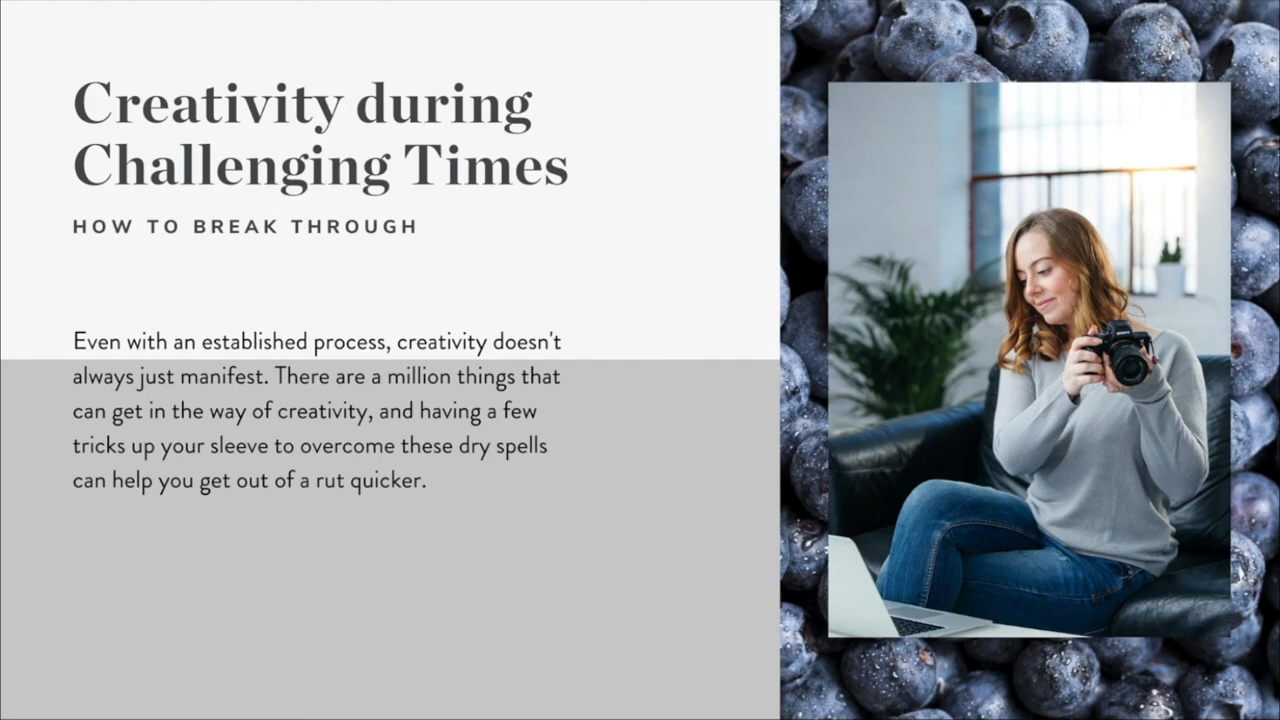 Creativity during
Challenging Times
HOW TO BREAK THROUGH
Even with an established process, creativity doesn't
always just manifest. There are a million things that
can get in the way of creativity, and having a few
tricks up your sleeve to overcome these dry spells
can help you get out of a rut quicker.
SONY